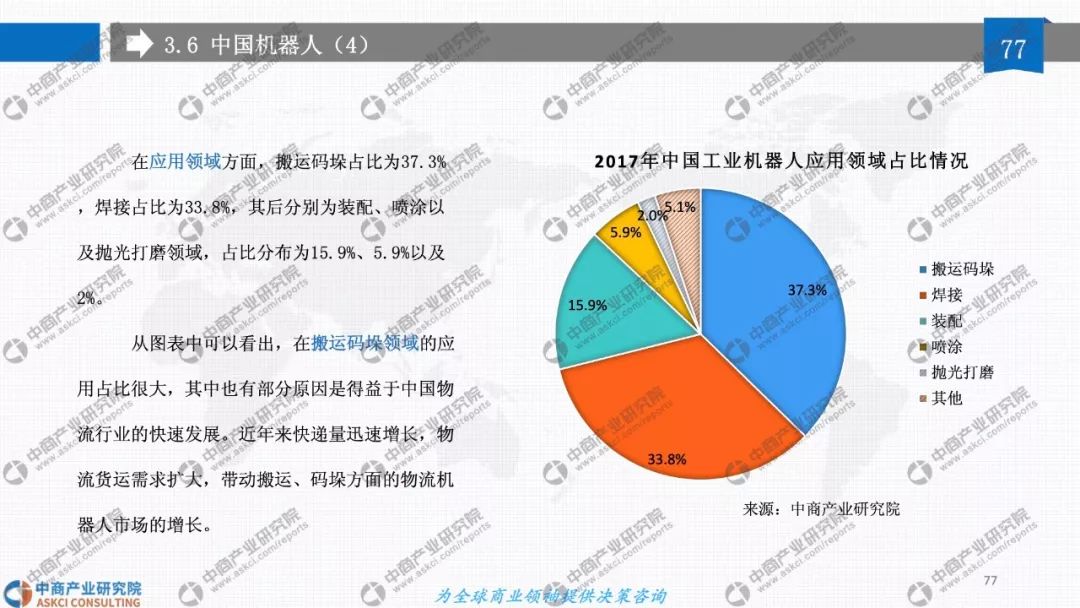 3.6 中国机器人（4）
77
在应用领域方面，搬运码垛占比为37.3%
，焊接占比为33.8%，其后分别为装配、喷涂以
及抛光打磨领域，占比分布为15.9%、5.9%以及
2%。
从图表中可以看出，在搬运码垛领域的应
用占比很大，其中也有部分原因是得益于中国物
流行业的快速发展。近年来快递量迅速增长，物
流货运需求扩大，带动搬运、码垛方面的物流机
器人市场的增长。
2017年中国工业机器人应用领域占比情况
5.1%
2.0%
5.9%
15.9%
37.3%
33.8%
搬运码垛
焊接
装配
喷涂
抛光打磨
其他
来源：中商产业研究院
中商产业研究院
ASKCI CONSULTING
为全球商业领袖提供决策咨询
77
中商产业研究院
www.askci.com/reports